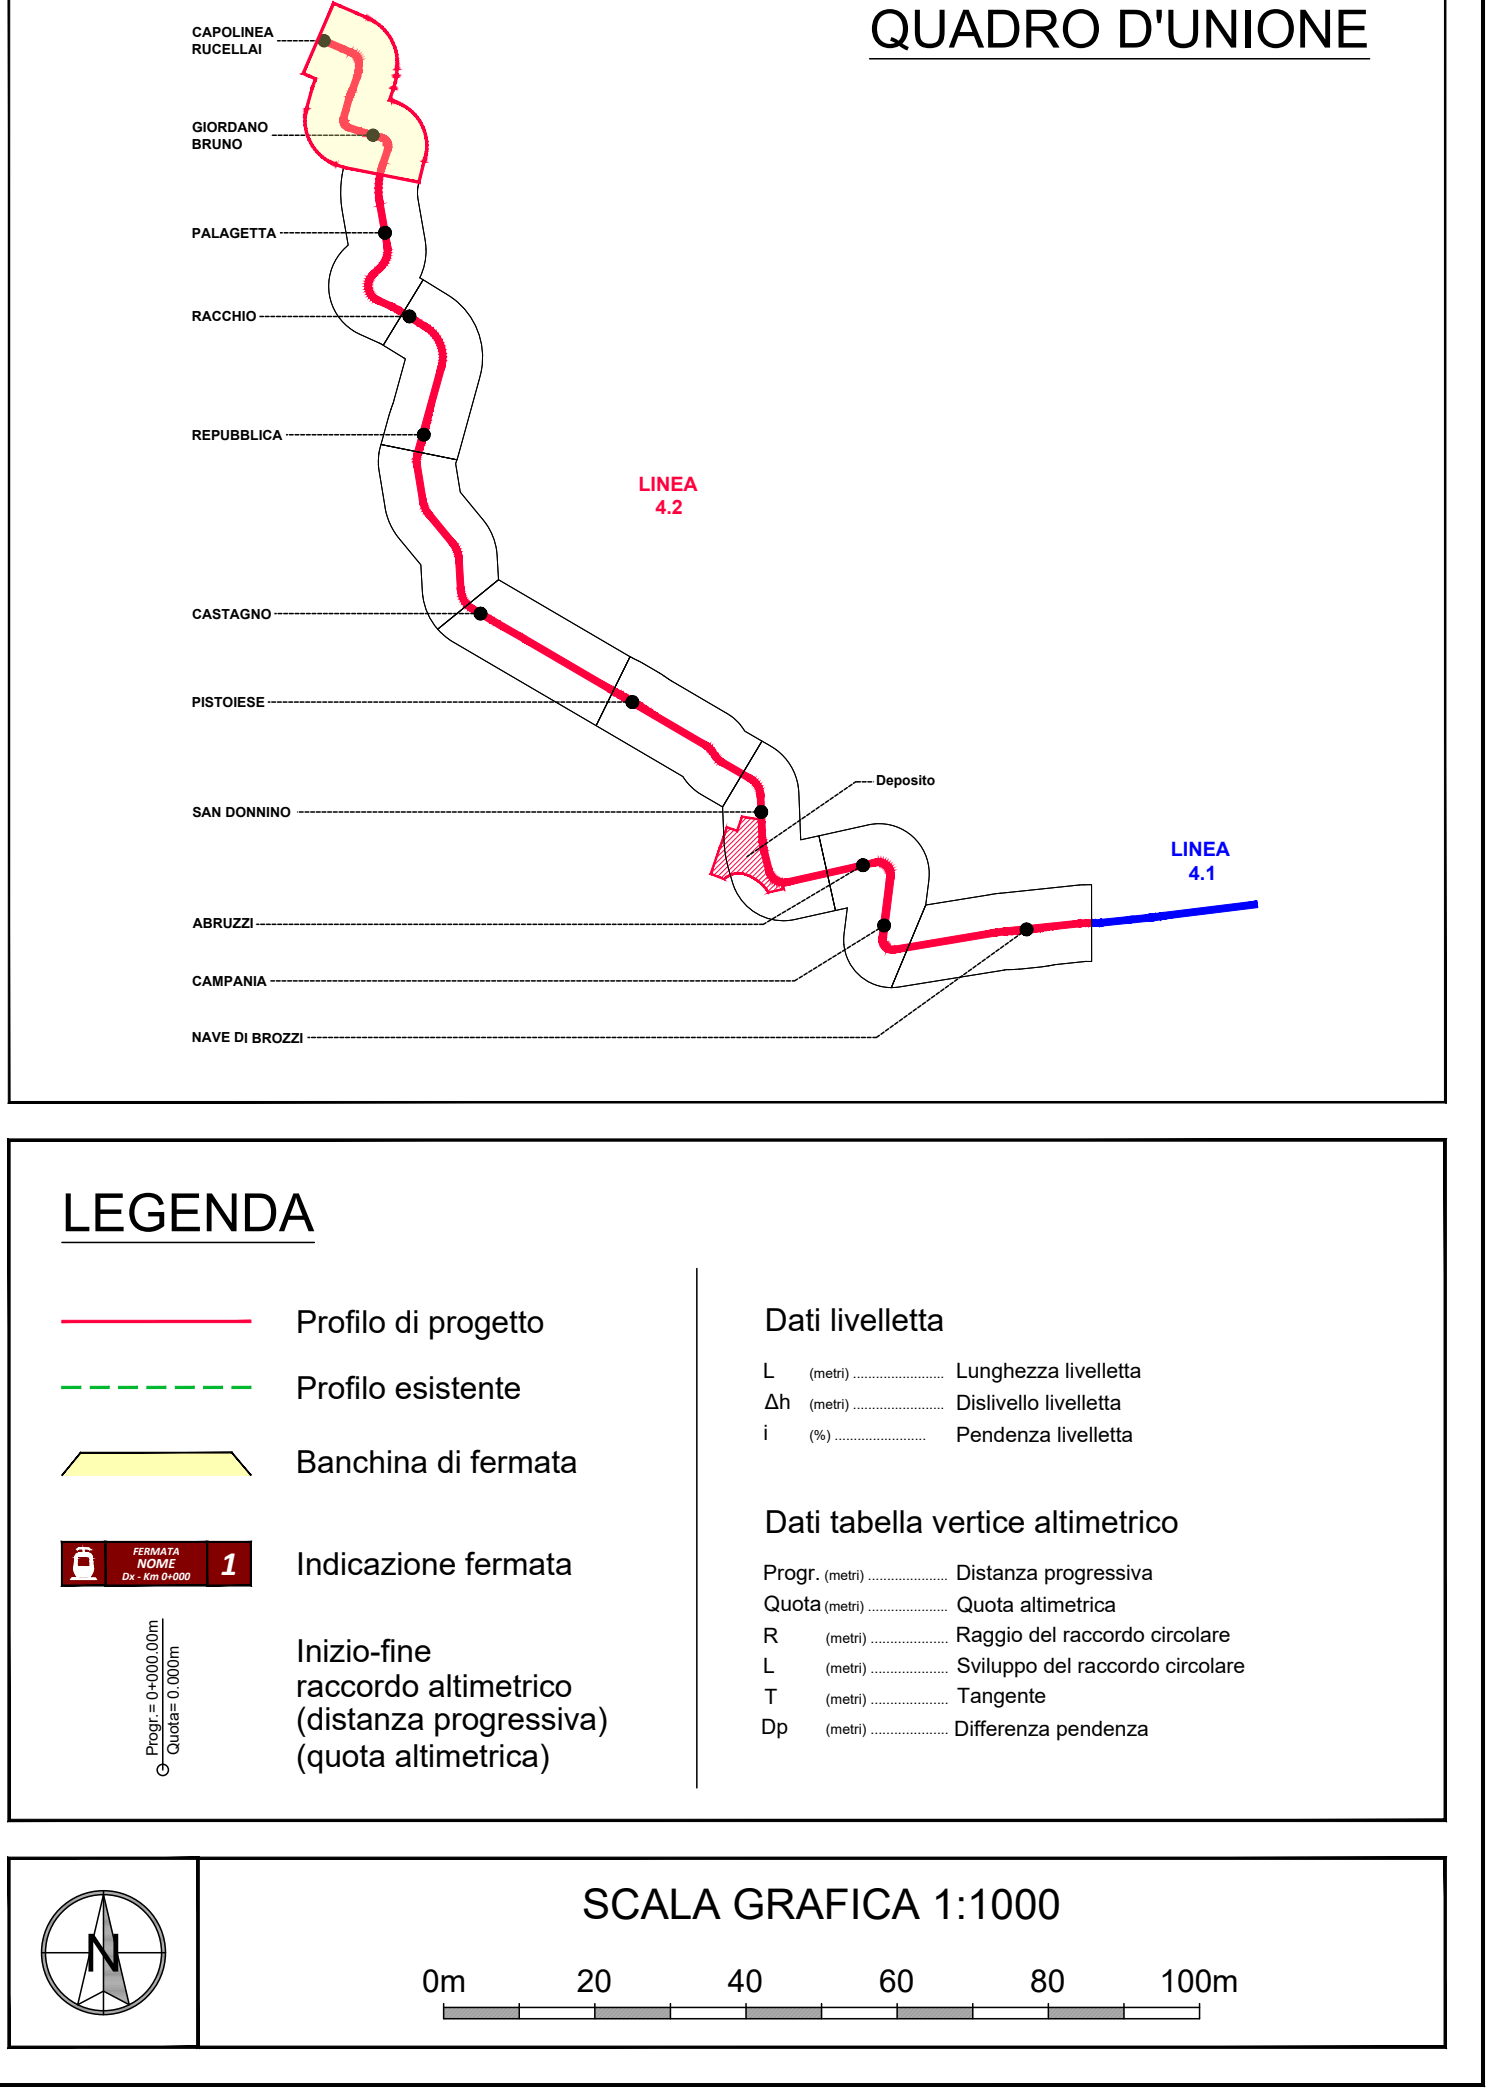 QUADRO D'UNIONE
CAPOLINEA
RUCELLAI
GIORDANO
BRUNO
PALAGETTA
RACCHIO
REPUBBLICA
LINEA
4.2
CASTAGNO
PISTOIESE
Deposito
SAN DONNINO
LINEA
4.1
ABRUZZI
CAMPANIA
NAVE DI BROZZI
LEGENDA
Profilo di progetto
Profilo esistente
Banchina di fermata
FERMATA
NOME
Dx - Km 0+000
1
Indicazione fermata
Progr.= 0+000.00m
Quota= 0.000m
Inizio-fine
raccordo altimetrico
(distanza progressiva)
(quota altimetrica)
Dati livelletta
L (metri) ........................ Lunghezza livelletta
Δh (metri) ........................ Dislivello livelletta
i (%) ........................ Pendenza livelletta
Dati tabella vertice altimetrico
Progr. (metri) ..................... Distanza progressiva
Quota (metri) ..................... Quota altimetrica
R (metri) .................... Raggio del raccordo circolare
L (metri) .................... Sviluppo del raccordo circolare
T (metri) .................... Tangente
Dp (metri) .................... Differenza pendenza
N
SCALA GRAFICA 1:1000
0m 20 40 60 80 100m